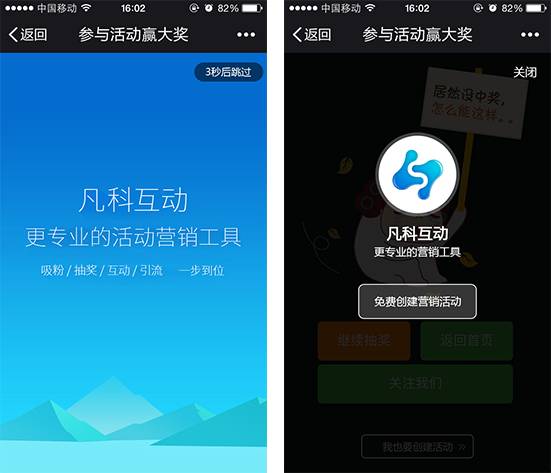 中国移动
16:02
82%
返回
参与活动赢大奖
3秒后跳过
凡科互动
更专业的活动营销工具
吸粉 / 抽奖 / 互动 / 引流 一步到位
中国移动
16:02
82%
返回
参与活动赢大奖
关闭
居然没中奖，
怎么能这样。。
凡科互动
更专业的营销工具
免费创建营销活动
继续抽奖
返回首页
关注我们
我也要创建活动 >>